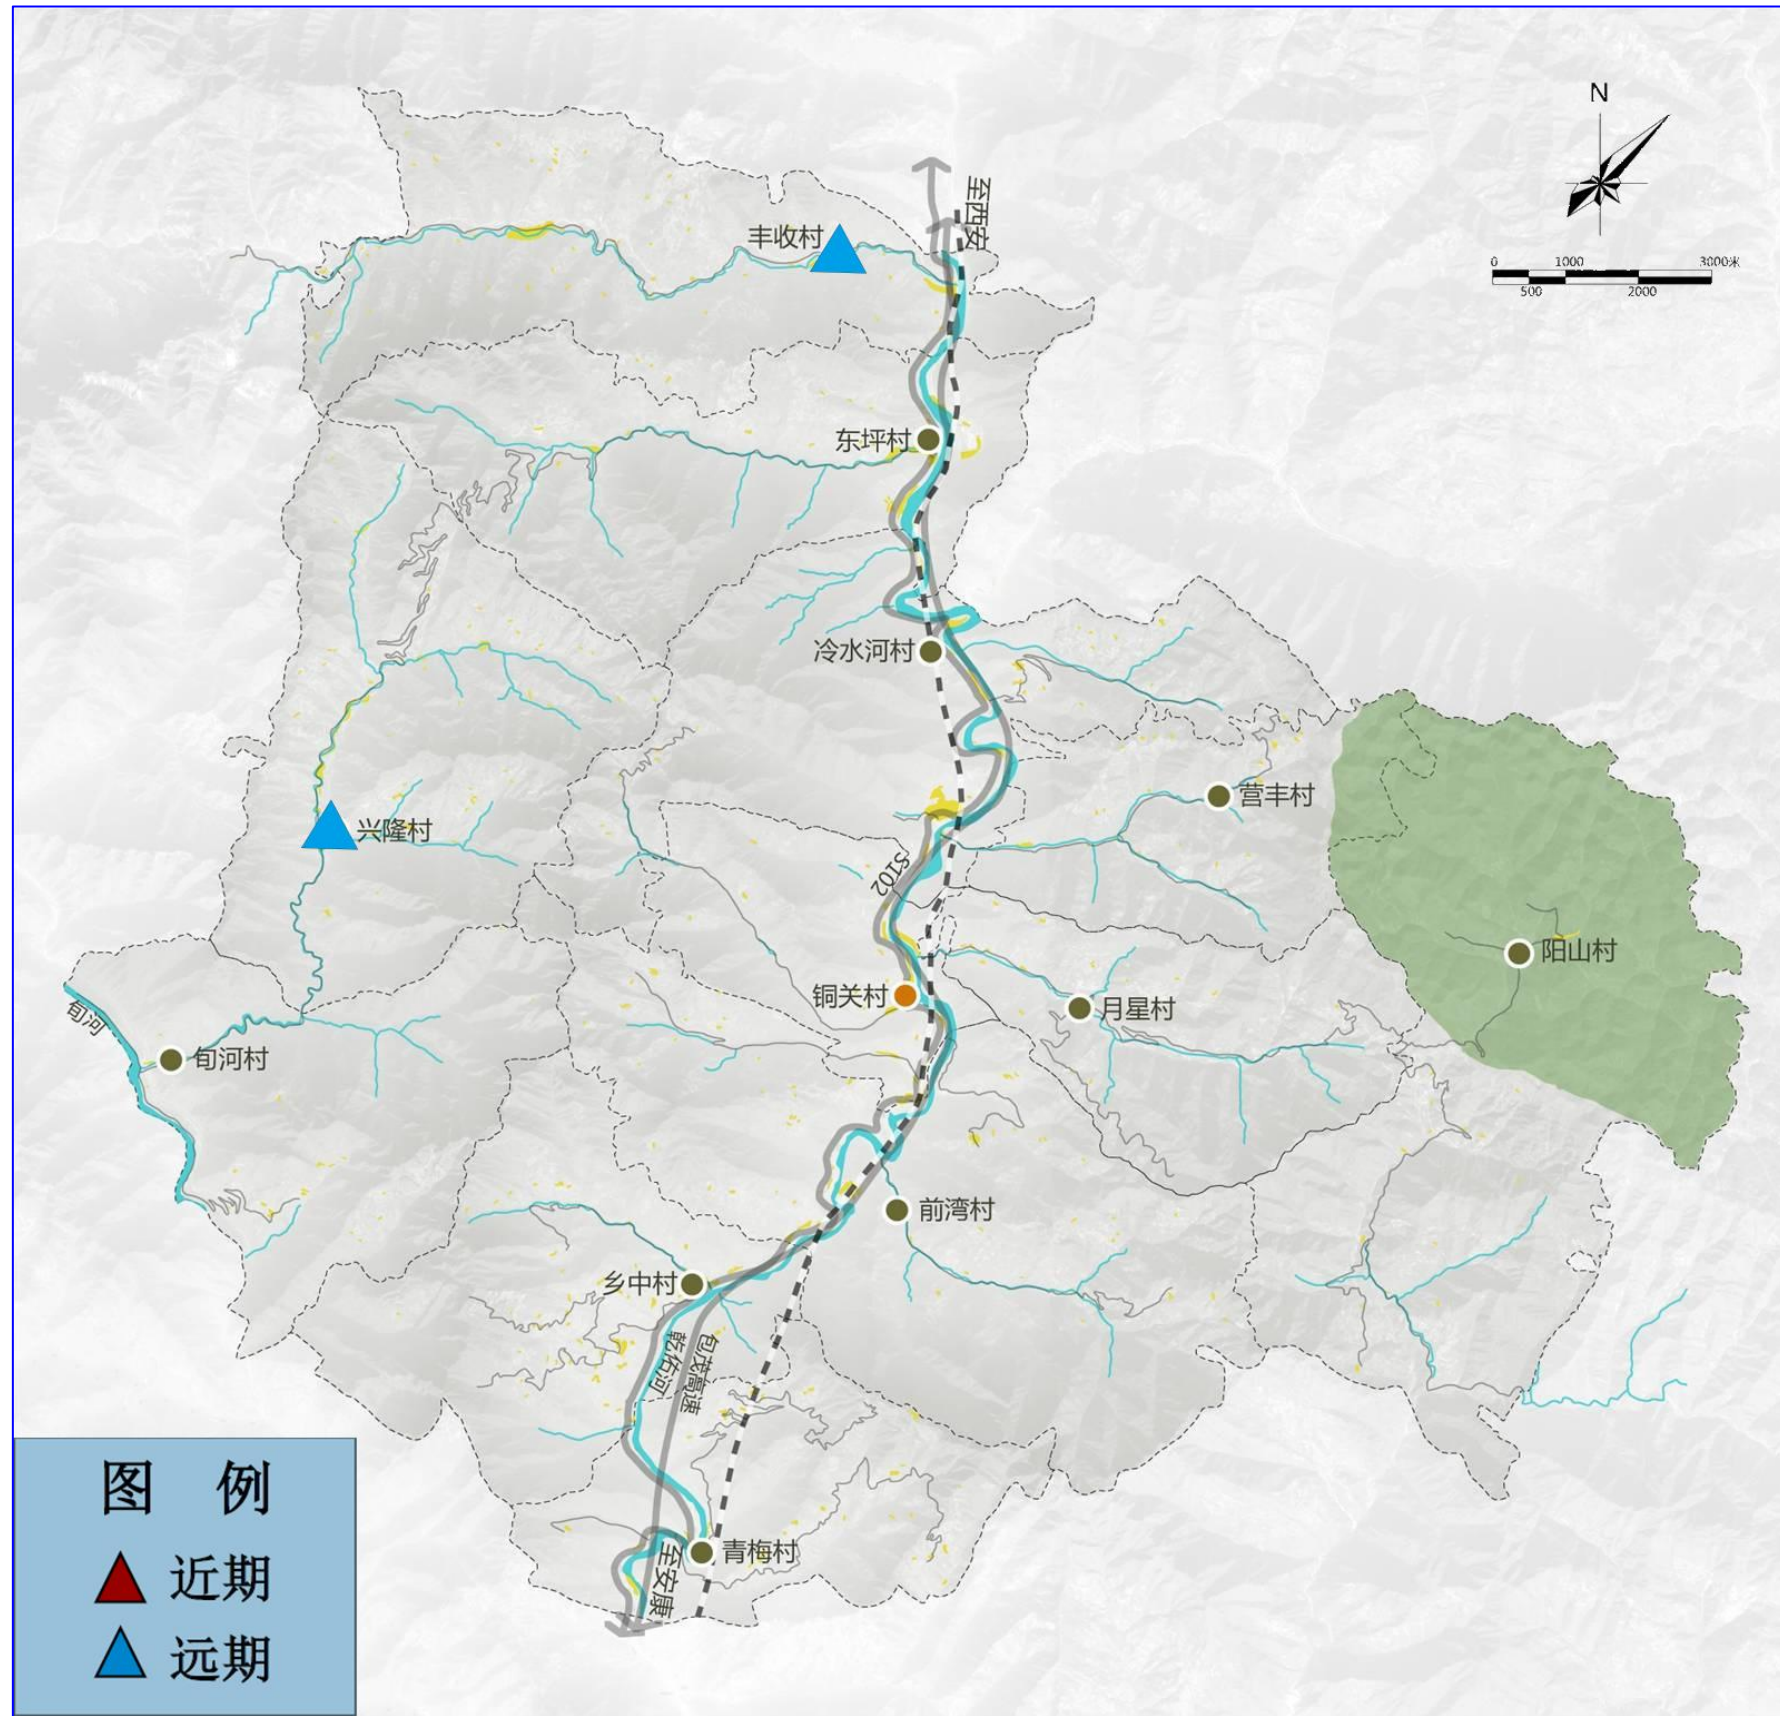 N
0 1000 3000米
500 2000
至西安
丰收村
东坪村
冷水河村
营丰村
兴隆村
S102
阳山村
铜关村
月星村
旬河
旬河村
前湾村
乡中村
包茂高速
乾佑河
青梅村
至安康
图 例
近期
远期